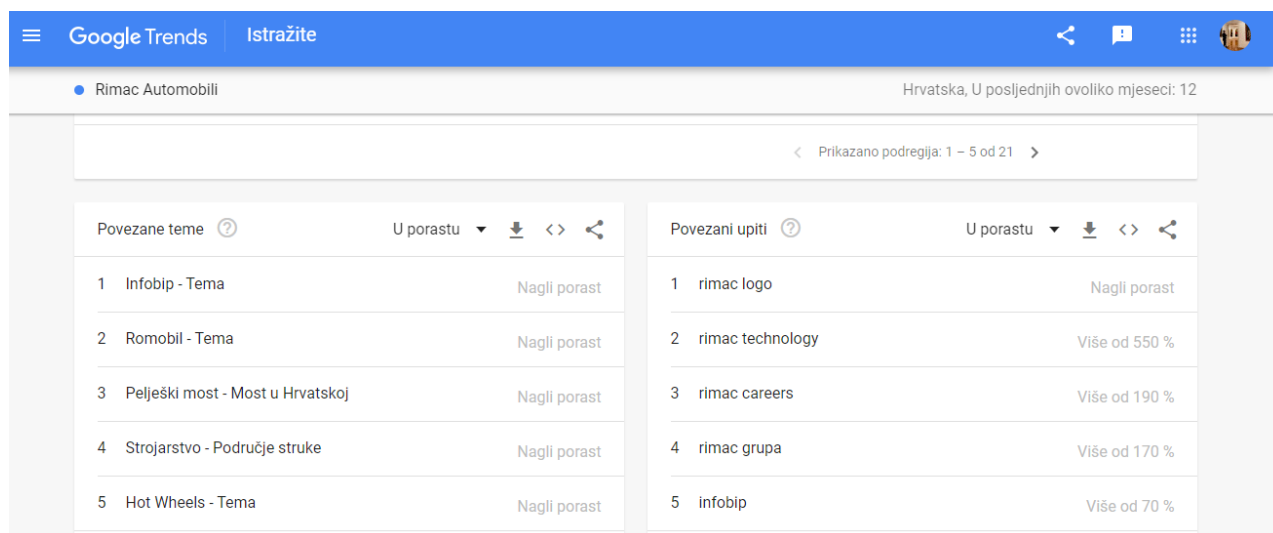 Google Trends Istražite
Rimac Automobili
Hrvatska, U posljednjih ovoliko mjeseci: 12
Prikazano podregija: 1 – 5 od 21
Povezane teme U porastu
1 Infobip - Tema Nagli porast
2 Romobil - Tema Nagli porast
3 Pelješki most - Most u Hrvatskoj Nagli porast
4 Strojarstvo - Područje struke Nagli porast
5 Hot Wheels - Tema Nagli porast
Povezani upiti U porastu
1 rimac logo Nagli porast
2 rimac technology Više od 550 %
3 rimac careers Više od 190 %
4 rimac grupa Više od 170 %
5 infobip Više od 70 %